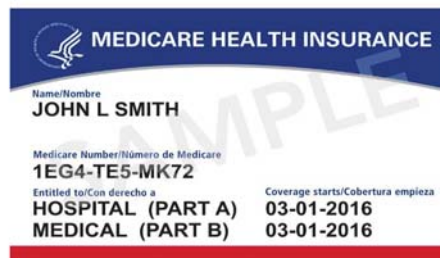 MEDICARE HEALTH INSURANCE
Name/Nombre
JOHN L SMITH
Medicare Number/Número de Medicare
1EG4-TE5-MK72
Entitled to/Con derecho a Coverage starts/Cobertura empieza
HOSPITAL (PART A) 03-01-2016
MEDICAL (PART B) 03-01-2016
SAMPLE